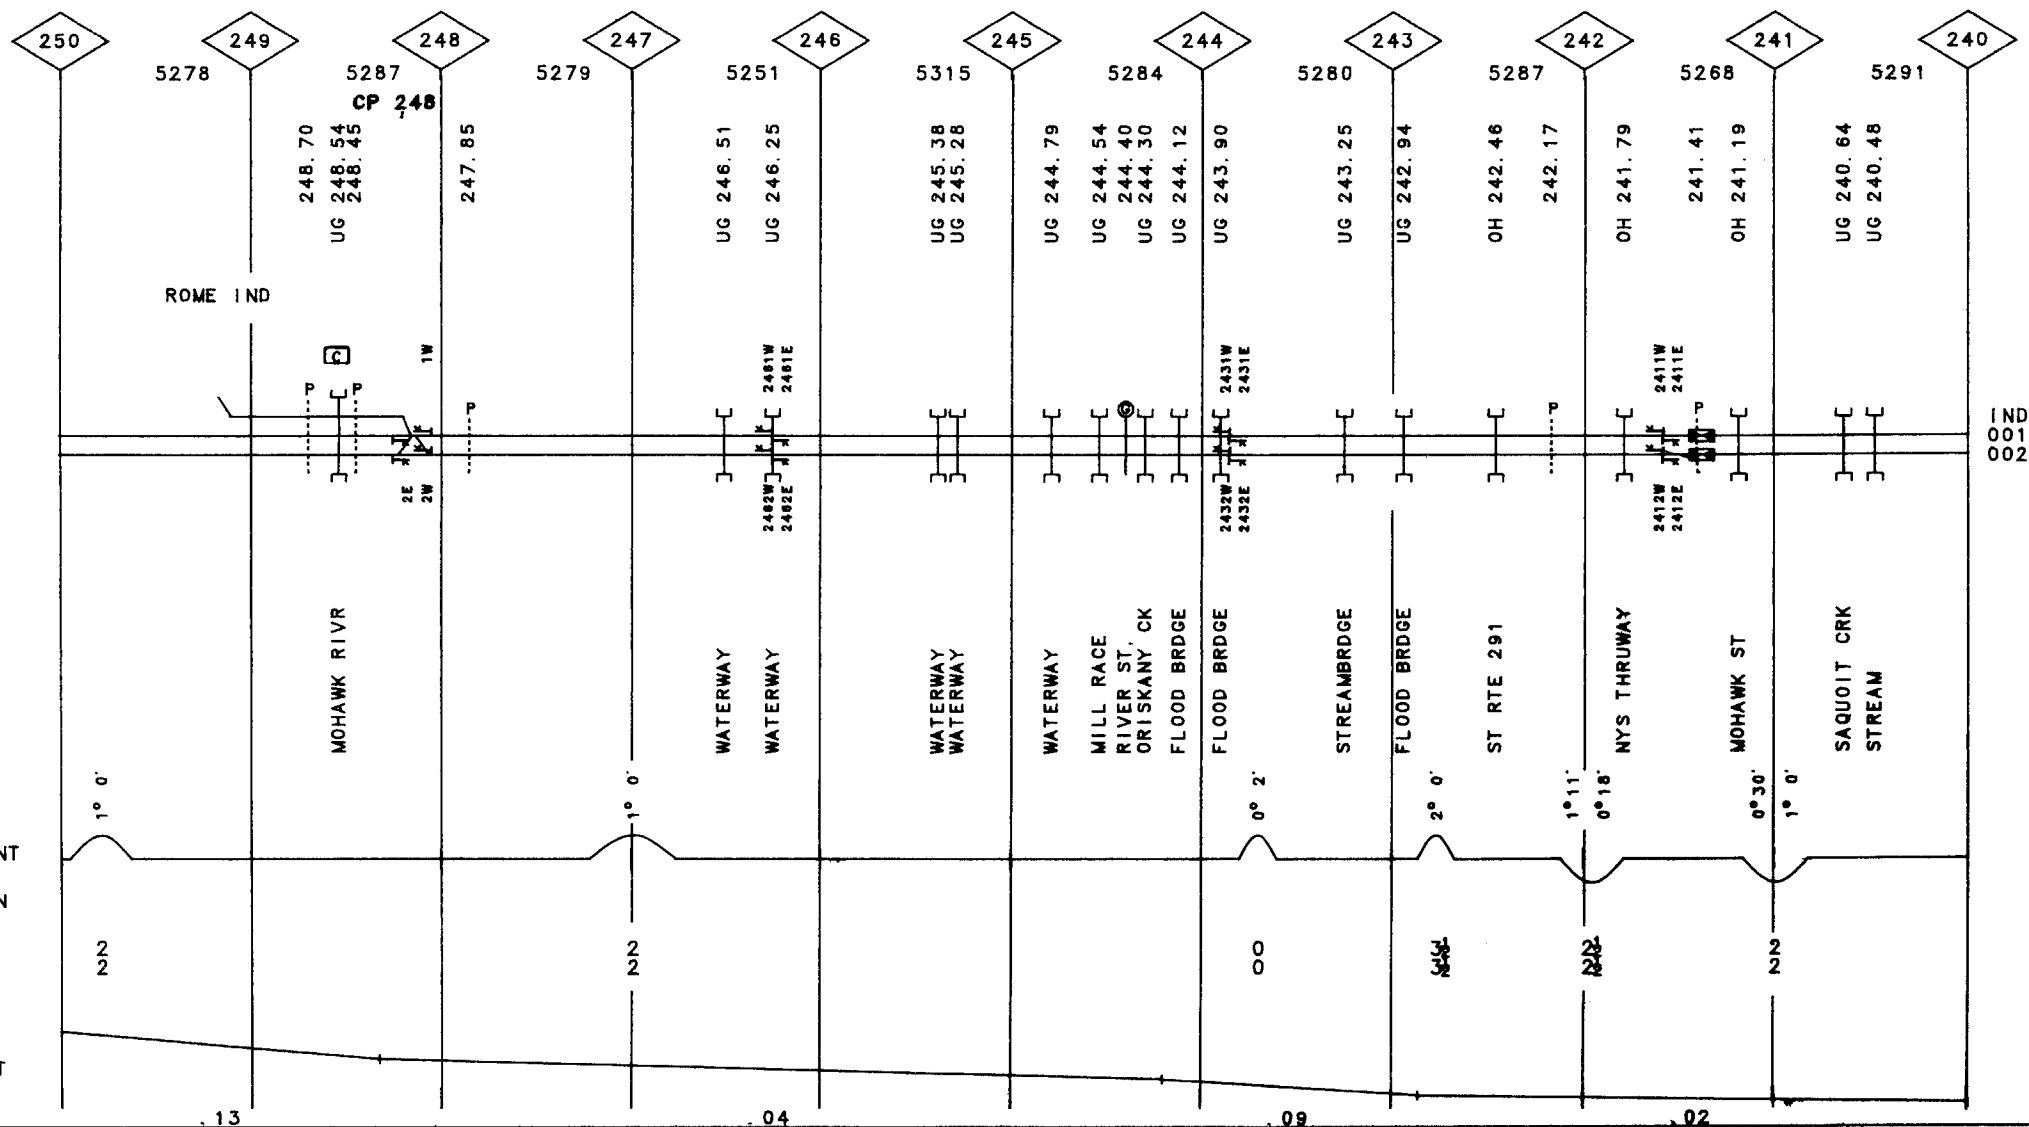 250 249 248 247 246 245 244 243 242 241 240
5278 5287 5279 5251 5315 5284 5280 5287 5268 5291
CP 248
248.70
UG 248.54
248.45
247.85
UG 246.51
UG 246.25
UG 245.38
UG 245.28
UG 244.79
UG 244.54
244.40
UG 244.30
UG 244.12
UG 243.90
UG 243.25
UG 242.94
OH 242.46
242.17
OH 241.79
241.41
OH 241.19
UG 240.64
UG 240.48
ROME IND
C
1W
2461W
2461E
2431W
2431E
2411W
2411E
P P P G P P
IND
001
002
2E
2W
2462W
2462E
2432W
2432E
2412W
2412E
MOHAWK RIVR
WATERWAY
WATERWAY
WATERWAY
WATERWAY
WATERWAY
MILL RACE
RIVER ST.
ORISKANY CK
FLOOD BRDGE
FLOOD BRDGE
STREAMBRDGE
FLOOD BRDGE
ST RTE 291
NYS THRUWAY
MOHAWK ST
SAQUOIT CRK
STREAM
1° 0'
1° 0'
0° 2'
2° 0'
1°11'
0°18'
0°30'
1° 0'
NT
N
2 2 0 2
2 2 0 2
T
.13 .04 .09 .02